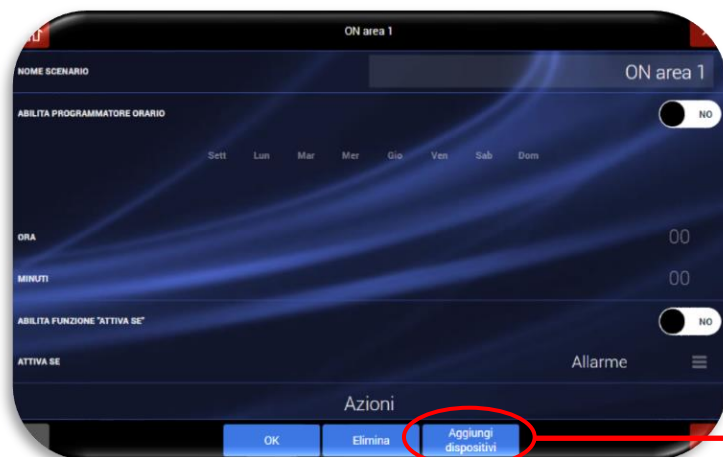 ON area 1
NOME SCENARIO
ON area 1
ABILITA PROGRAMMATORE ORARIO
NO
Sett Lun Mar Mer Gio Ven Sab Dom
ORA
00
MINUTI
00
ABILITA FUNZIONE "ATTIVA SE"
NO
ATTIVA SE
Allarme
Azioni
OK
Elimina
Aggiungi
dispositivi